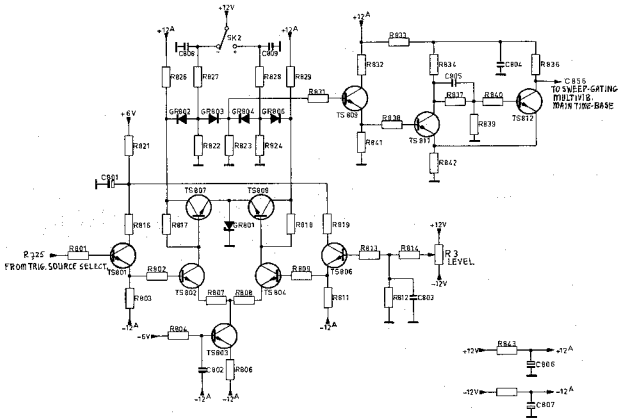 +12V
+12A
SK2
+12A
+12A
C808
C809
R833
R826
R827
R828
R829
R832
R834
C804
R836
C805
C856
TO SWEEP-GATING
MULTIVIB.
MAIN TIME-BASE
R831
R837
R840
TS809
R838
TS811
TS812
GR802
GR803
GR804
GR805
R839
+6V
R821
R822
R823
R824
R841
R842
C801
TS807
TS808
GR801
R816
R817
R818
R819
+12V
R725
R801
FROM TRIG. SOURCE SELECT.
TS801
R802
TS802
R809
TS804
TS806
R813
R814
R3
LEVEL
-12V
R803
R807
R808
R811
R812
C803
-12A
-12A
-6V
R804
TS803
C802
R806
-12A
-12A
+12V
R843
+12A
C806
-12V
-12A
C807